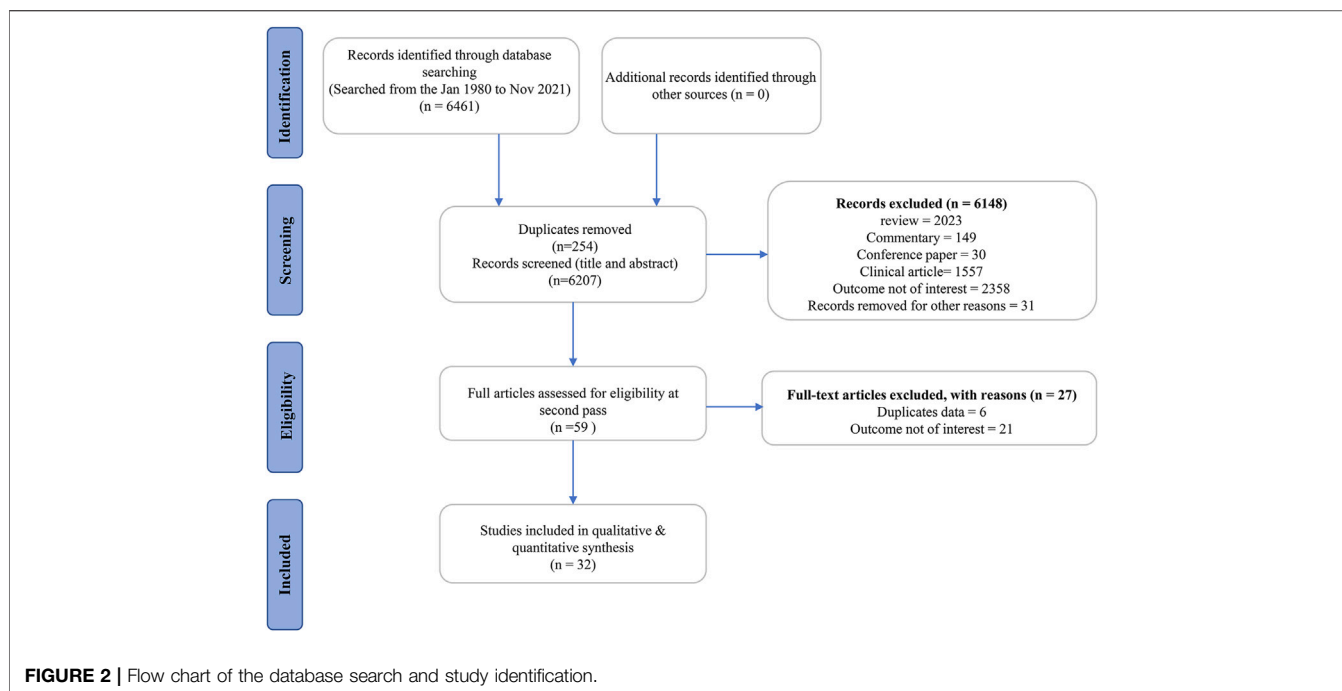 Identification
Records identified through database
searching
(Searched from the Jan 1980 to Nov 2021)
(n = 6461)
Additional records identified through
other sources (n = 0)
Screening
Duplicates removed
(n=254)
Records screened (title and abstract)
(n=6207)
Records excluded (n = 6148)
review = 2023
Commentary = 149
Conference paper = 30
Clinical article= 1557
Outcome not of interest = 2358
Records removed for other reasons = 31
Eligibility
Full articles assessed for eligibility at
second pass
(n =59 )
Full-text articles excluded, with reasons (n = 27)
Duplicates data = 6
Outcome not of interest = 21
Included
Studies included in qualitative &
quantitative synthesis
(n = 32)
FIGURE 2 | Flow chart of the database search and study identification.